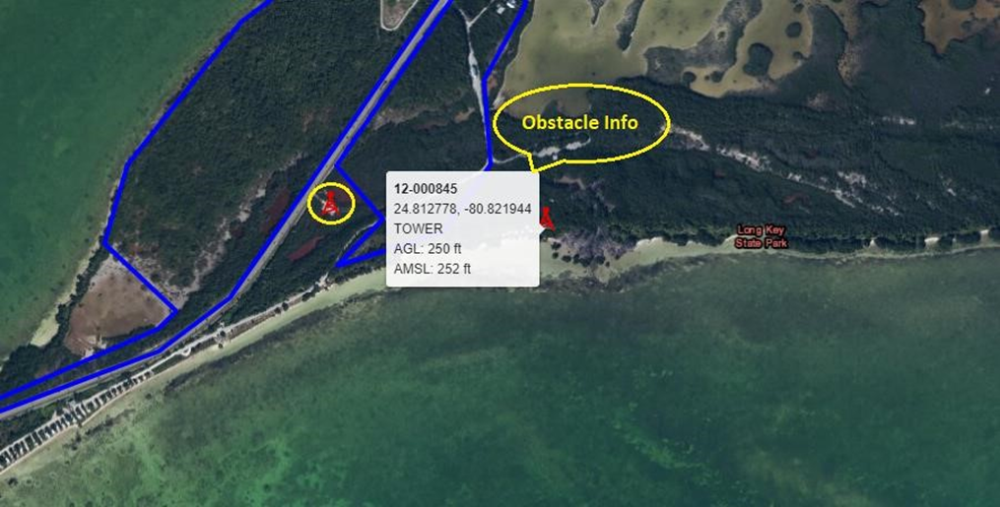 Obstacle Info
12-000845
24.812778, -80.821944
TOWER
AGL: 250 ft
AMSL: 252 ft
Long Key
State Park